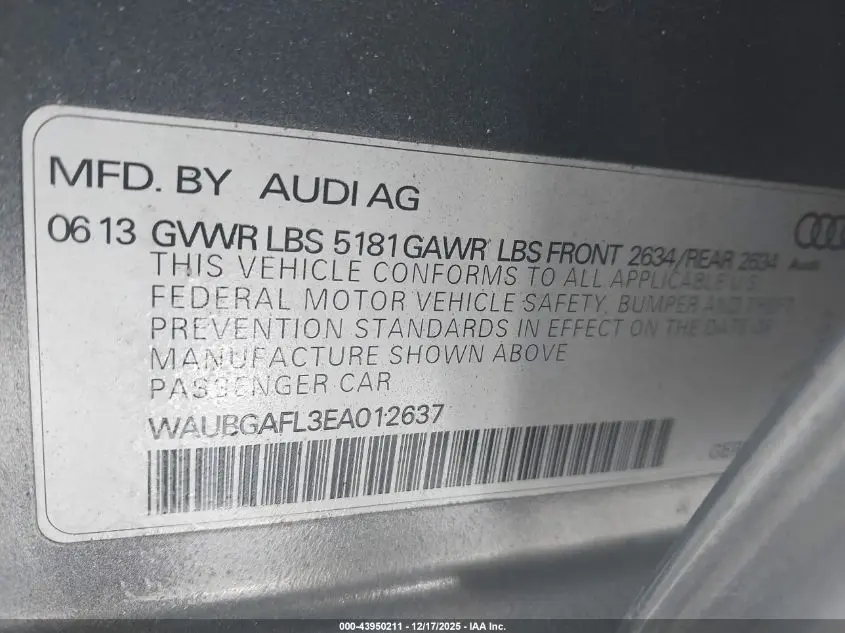 MFD. BY AUDI AG
06 13 GVWR LBS 5181 GAWR LBS FRONT 2634/REAR 2634
THIS VEHICLE CONFORMS TO ALL APPLICABLE U.S.
FEDERAL MOTOR VEHICLE SAFETY, BUMPER AND THEFT
PREVENTION STANDARDS IN EFFECT ON THE DATE OF
MANUFACTURE SHOWN ABOVE
PASSENGER CAR
WAUBGAFL3EA012637
Audi
000-43950211 - 12/17/2025 - IAA Inc.